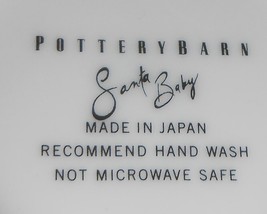 POTTERYBARN
Santa Baby
MADE IN JAPAN
RECOMMEND HAND WASH
NOT MICROWAVE SAFE